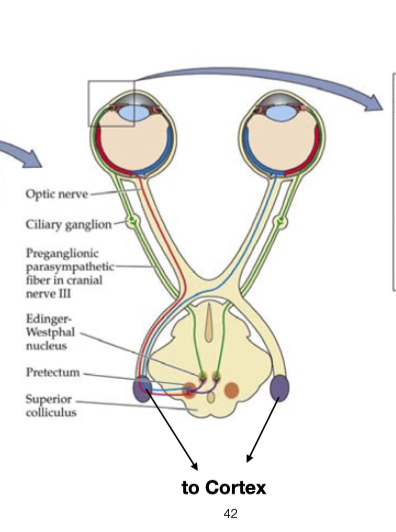 Optic nerve
Ciliary ganglion
Preganglionic
parasympathetic
fiber in cranial
nerve III
Edinger-
Westphal
nucleus
Pretectum
Superior
colliculus
to Cortex
42